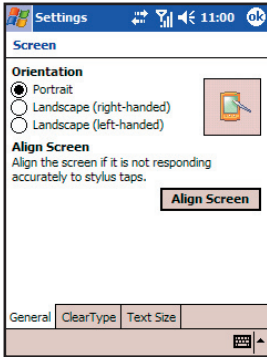 Settings 11:00 ok
Screen
Orientation
Portrait
Landscape (right-handed)
Landscape (left-handed)
Align Screen
Align the screen if it is not responding
accurately to stylus taps.
Align Screen
General ClearType Text Size